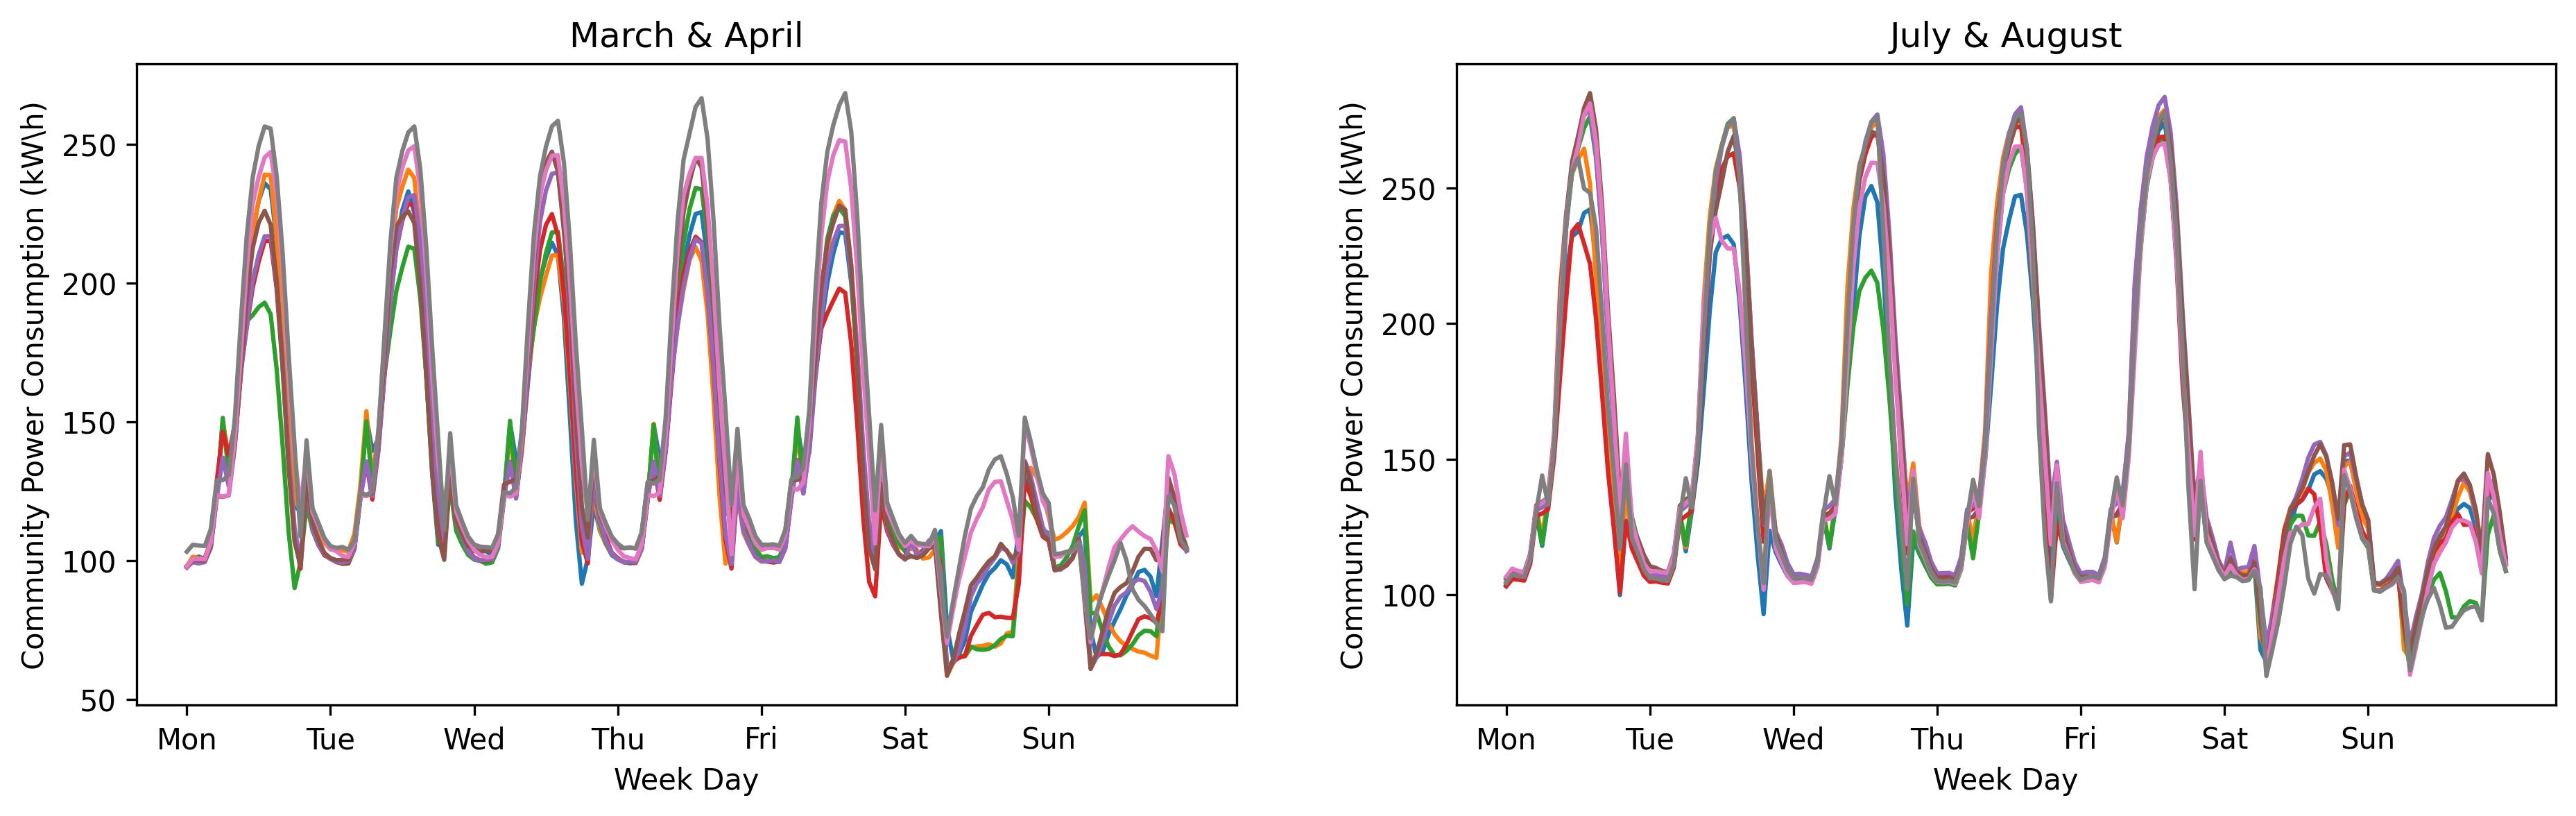 March & April
Community Power Consumption (kW\h)
250
200
150
100
50
Mon Tue Wed Thu Fri Sat Sun
Week Day
July & August
Community Power Consumption (kW\h)
250
200
150
100
Mon Tue Wed Thu Fri Sat Sun
Week Day